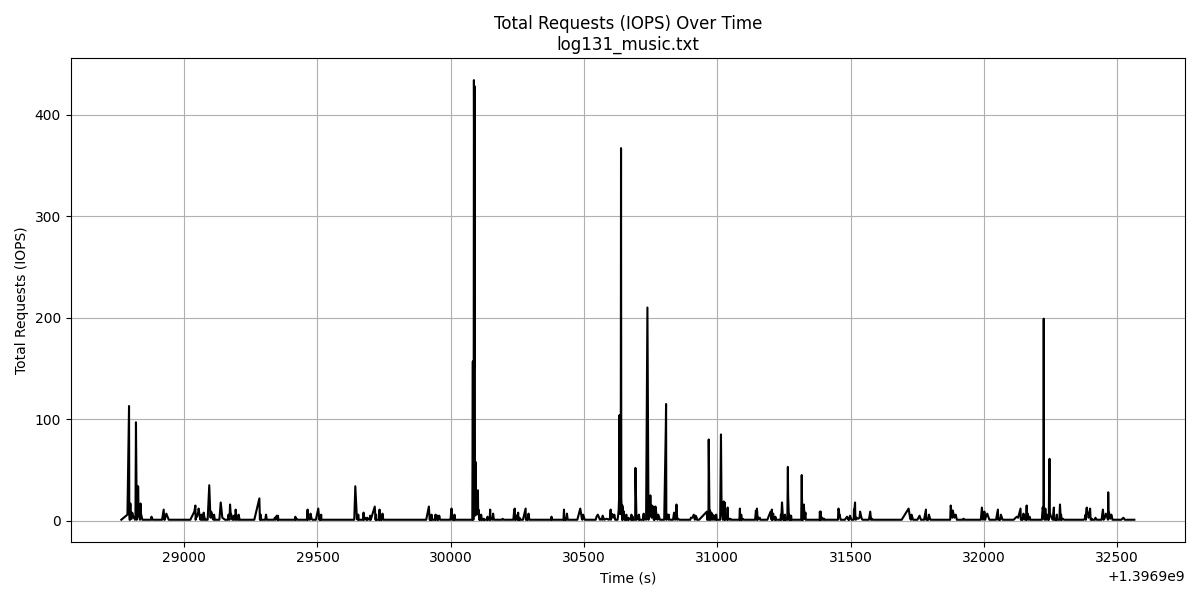 Total Requests (IOPS) Over Time
log131_music.txt
Total Requests (IOPS)
400
300
200
100
0
29000 29500 30000 30500 31000 31500 32000 32500
+1.3969e9
Time (s)